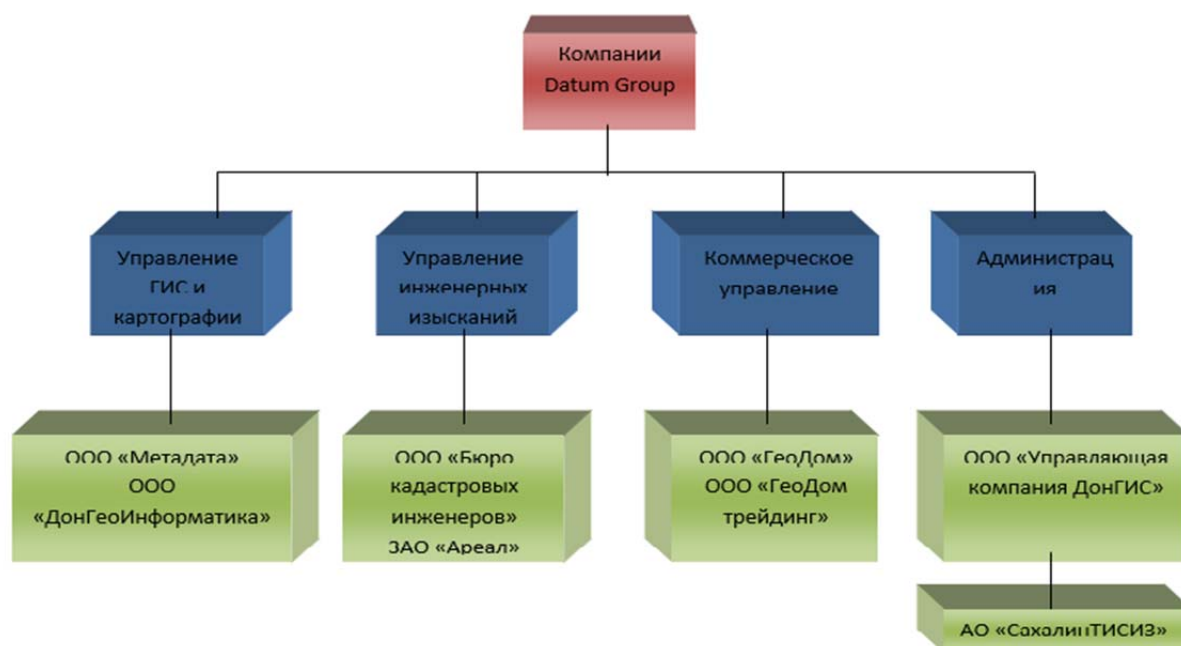 Компании
Datum Group
Управление
ГИС и
картографии
Управление
инженерных
изысканий
Коммерческое
управление
Администрац
ия
ООО «Метадата»
ООО
«ДонГеоИнформатика»
ООО «Бюро
кадастровых
инженеров»
ЗАО «Ареал»
ООО «ГеоДом»
ООО «ГеоДом
трейдинг»
ООО «Управляющая
компания ДонГИС»
АО «СахалинТИСИЗ»